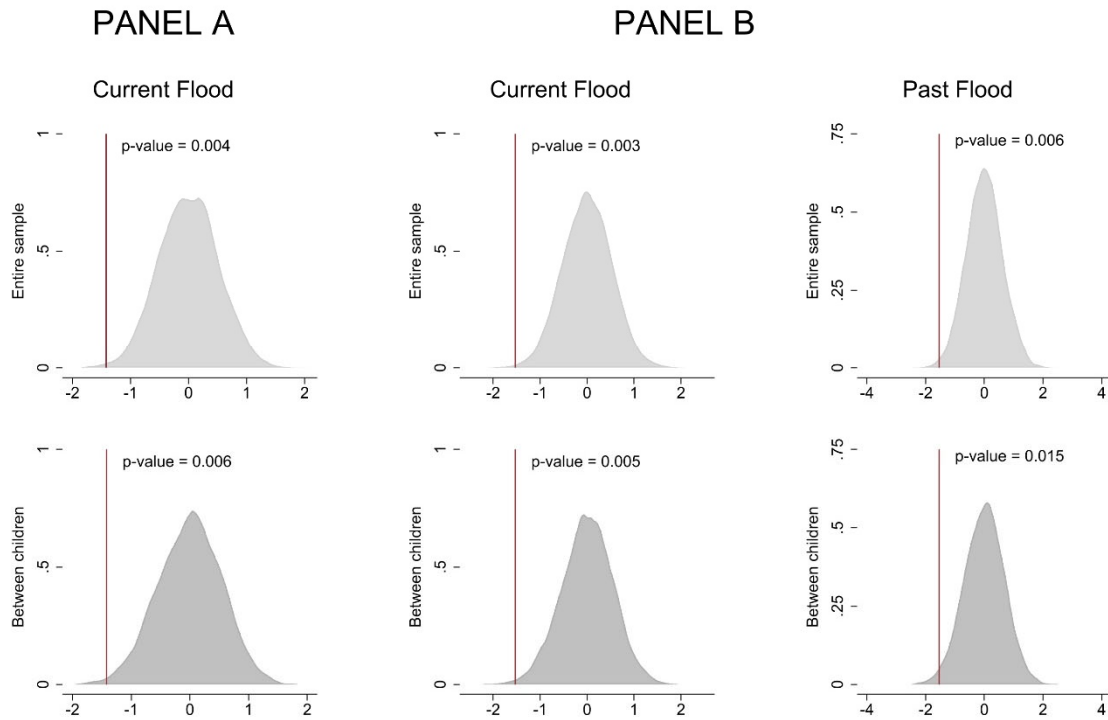 PANEL A
PANEL B
Current Flood
Current Flood
Past Flood
Entire sample
1
.5
0
p-value = 0.004
-2 -1 0 1 2
Entire sample
1
.5
0
p-value = 0.003
-2 -1 0 1 2
Entire sample
.75
.5
.25
0
p-value = 0.006
-4 -2 0 2 4
Between children
1
.5
0
p-value = 0.006
-2 -1 0 1 2
Between children
1
.5
0
p-value = 0.005
-2 -1 0 1 2
Between children
.75
.5
.25
0
p-value = 0.015
-4 -2 0 2 4